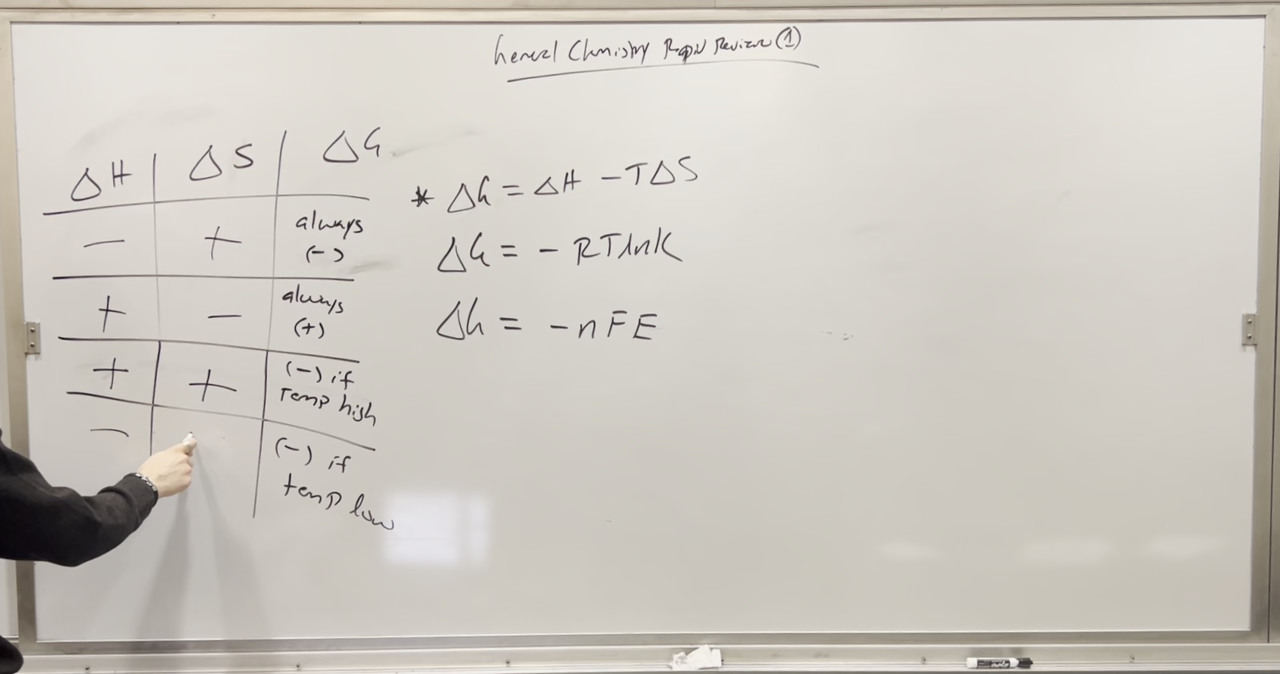 General Chemistry Rapid Review (1)
ΔH ΔS ΔG
− + always
(−)
+ − always
(+)
+ + (−) if
Temp high
− (−) if
temp low
* ΔG = ΔH − TΔS
ΔG = − RTlnK
ΔG = −nFE